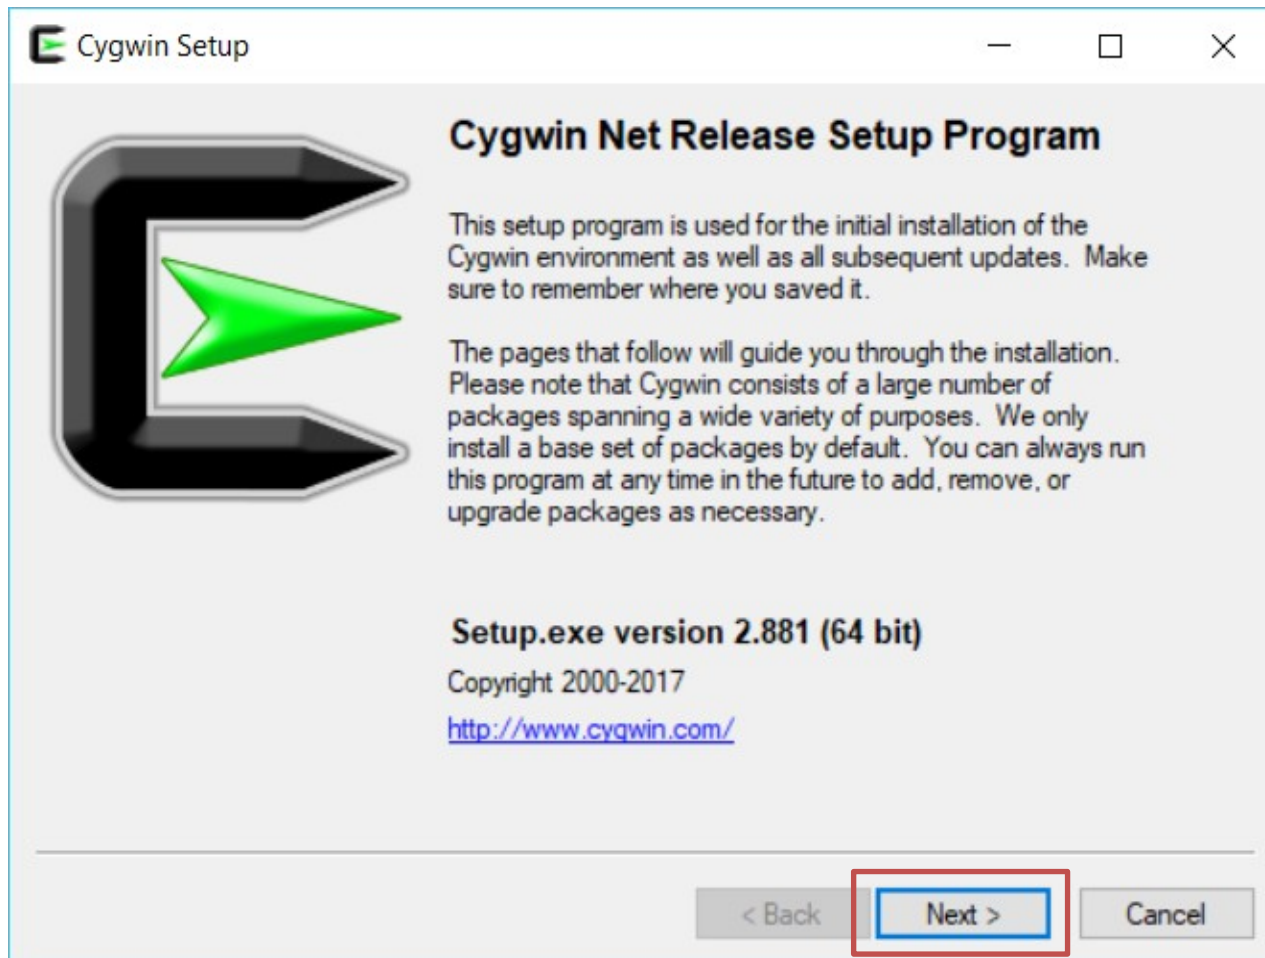 Cygwin Setup
Cygwin Net Release Setup Program
This setup program is used for the initial installation of the
Cygwin environment as well as all subsequent updates.  Make
sure to remember where you saved it.
The pages that follow will guide you through the installation.
Please note that Cygwin consists of a large number of
packages spanning a wide variety of purposes.  We only
install a base set of packages by default.  You can always run
this program at any time in the future to add, remove, or
upgrade packages as necessary.
Setup.exe version 2.881 (64 bit)
Copyright 2000-2017
http://www.cygwin.com/
< Back Next > Cancel